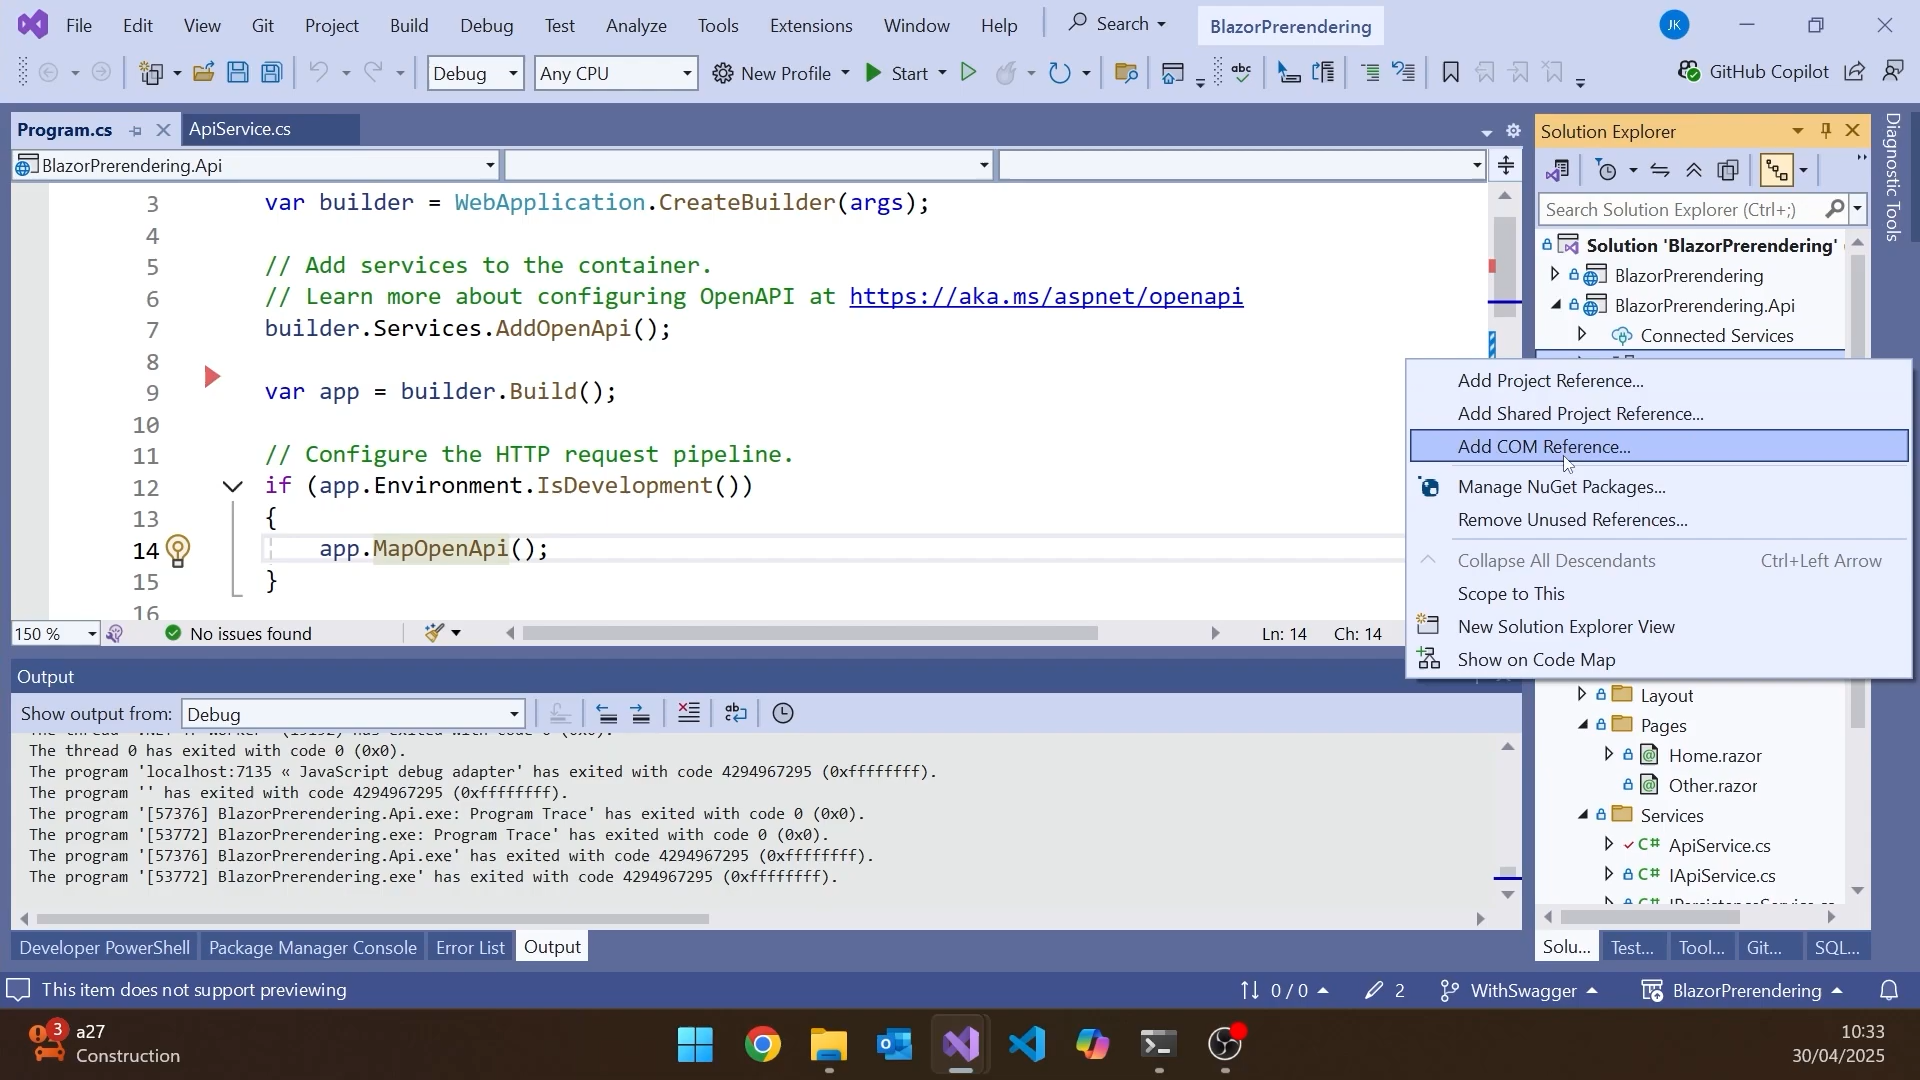 File Edit View Git Project Build Debug Test Analyze Tools Extensions Window Help Search BlazorPrerendering JK
Debug Any CPU New Profile Start abc GitHub Copilot
Program.cs ApiService.cs
BlazorPrerendering.Api
3 var builder = WebApplication.CreateBuilder(args);
4
5 // Add services to the container.
6 // Learn more about configuring OpenAPI at https://aka.ms/aspnet/openapi
7 builder.Services.AddOpenApi();
8
9 var app = builder.Build();
10
11 // Configure the HTTP request pipeline.
12 if (app.Environment.IsDevelopment())
13 {
14 app.MapOpenApi();
15 }
16
150 % No issues found Ln: 14 Ch: 14
Output
Show output from: Debug
The thread 0 has exited with code 0 (0x0).
The program 'localhost:7135 « JavaScript debug adapter' has exited with code 4294967295 (0xffffffff).
The program '' has exited with code 4294967295 (0xffffffff).
The program '[57376] BlazorPrerendering.Api.exe: Program Trace' has exited with code 0 (0x0).
The program '[53772] BlazorPrerendering.exe: Program Trace' has exited with code 0 (0x0).
The program '[57376] BlazorPrerendering.Api.exe' has exited with code 4294967295 (0xffffffff).
The program '[53772] BlazorPrerendering.exe' has exited with code 4294967295 (0xffffffff).
Developer PowerShell Package Manager Console Error List Output
Solution Explorer
Search Solution Explorer (Ctrl+;)
Solution 'BlazorPrerendering'
BlazorPrerendering
BlazorPrerendering.Api
Connected Services
Add Project Reference...
Add Shared Project Reference...
Add COM Reference...
Manage NuGet Packages...
Remove Unused References...
Collapse All Descendants Ctrl+Left Arrow
Scope to This
New Solution Explorer View
Show on Code Map
Layout
Pages
Home.razor
Other.razor
Services
C# ApiService.cs
C# IApiService.cs
Solu... Test... Tool... Git... SQL...
Diagnostic Tools
This item does not support previewing 0 / 0 2 WithSwagger BlazorPrerendering
3 a27
Construction
10:33
30/04/2025